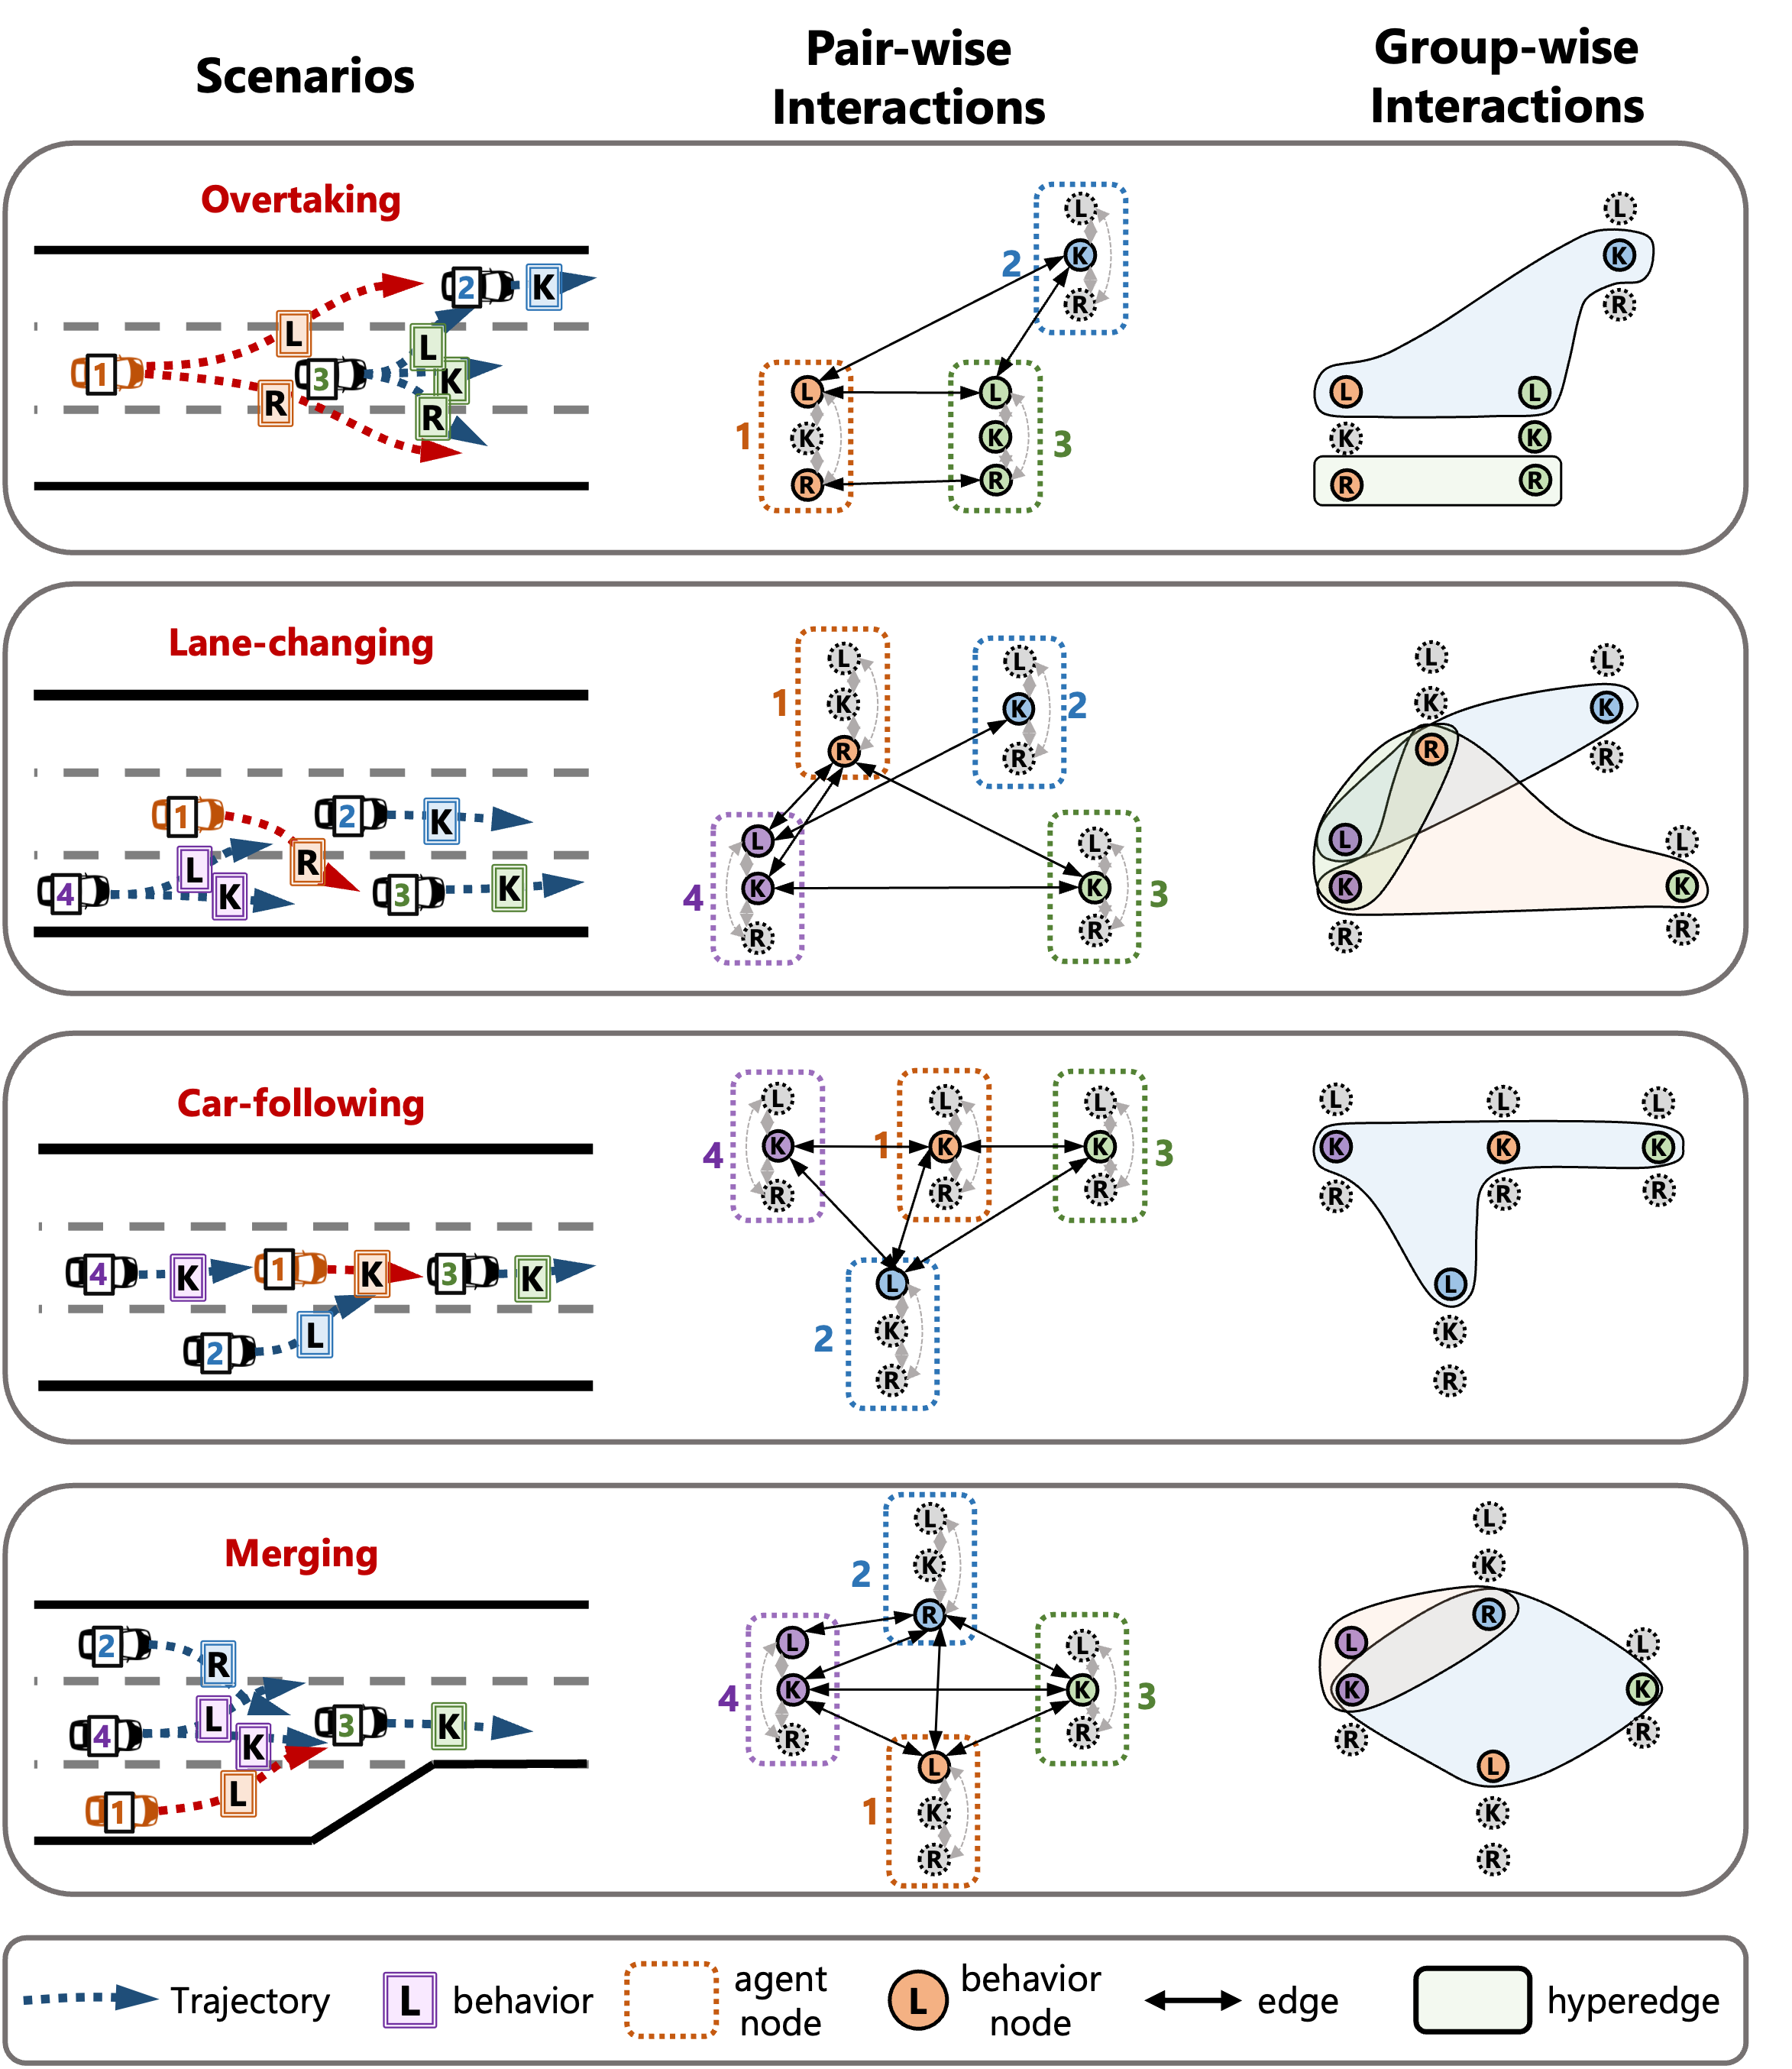 Scenarios
Pair-wise
Interactions
Group-wise
Interactions
Overtaking
1
L
R
2
K
3
L
K
R
2
L
K
R
1
L
K
R
3
L
K
R
L
K
R
L
K
R
L
K
R
Lane-changing
1
R
2
K
4
L
K
3
K
1
L
K
R
2
L
K
R
4
L
K
R
3
L
K
R
L
K
R
L
K
R
L
K
R
L
K
R
Car-following
4
K
1
K
3
K
2
L
4
L
K
R
1
L
K
R
3
L
K
R
2
L
K
R
L
K
R
L
K
R
L
K
R
L
K
R
Merging
2
R
4
L
K
3
K
1
L
2
L
K
R
4
L
K
R
3
L
K
R
1
L
K
R
L
K
R
L
K
R
L
K
R
L
K
R
Trajectory
L
behavior
agent
node
L
behavior
node
edge
hyperedge